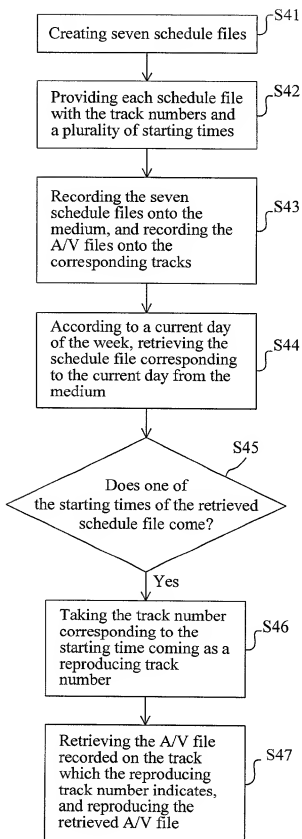 S41
Creating seven schedule files
S42
Providing each schedule file
with the track numbers and
a plurality of starting times
S43
Recording the seven
schedule files onto the
medium, and recording the
A/V files onto the
corresponding tracks
S44
According to a current day
of the week, retrieving the
schedule file corresponding
to the current day from the
medium
S45
Does one of
the starting times of the retrieved
schedule file come?
Yes
S46
Taking the track number
corresponding to the
starting time coming as a
reproducing track
number
S47
Retrieving the A/V file
recorded on the track
which the reproducing
track number indicates,
and reproducing the
retrieved A/V file